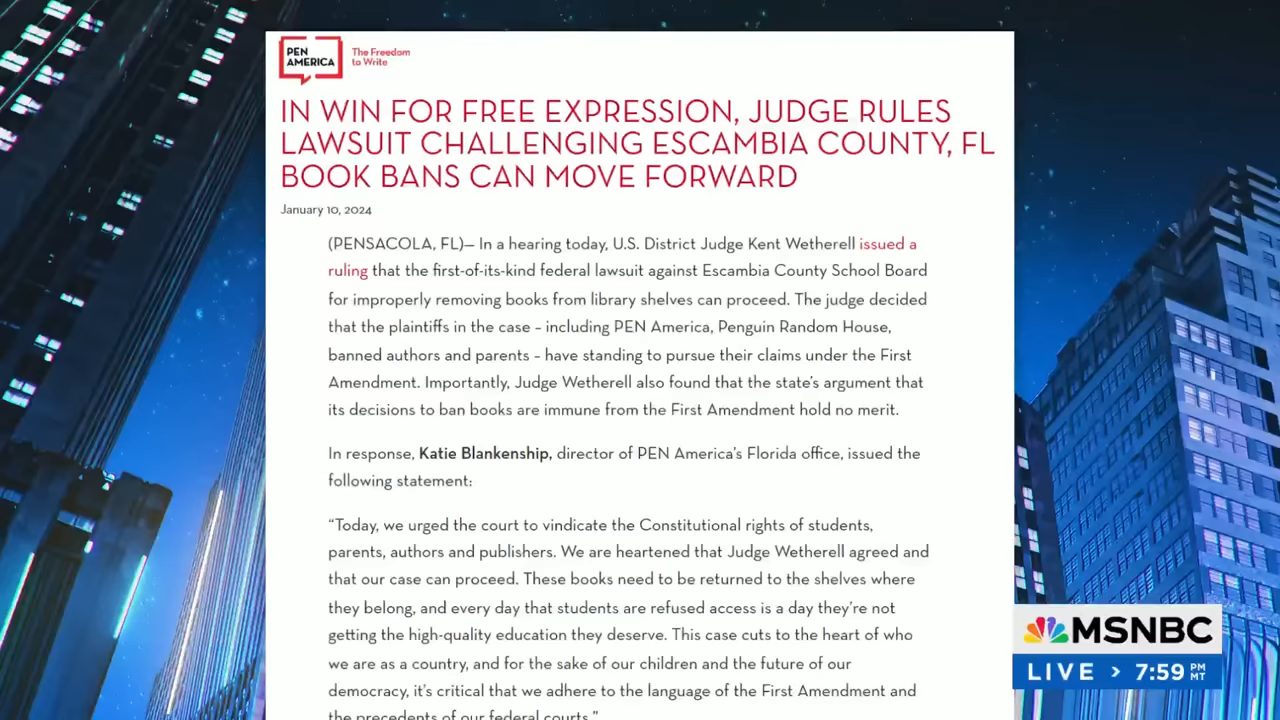 PEN
AMERICA
The Freedom
to Write
IN WIN FOR FREE EXPRESSION, JUDGE RULES
LAWSUIT CHALLENGING ESCAMBIA COUNTY, FL
BOOK BANS CAN MOVE FORWARD
January 10, 2024
(PENSACOLA, FL)— In a hearing today, U.S. District Judge Kent Wetherell issued a
ruling that the first-of-its-kind federal lawsuit against Escambia County School Board
for improperly removing books from library shelves can proceed. The judge decided
that the plaintiffs in the case – including PEN America, Penguin Random House,
banned authors and parents – have standing to pursue their claims under the First
Amendment. Importantly, Judge Wetherell also found that the state's argument that
its decisions to ban books are immune from the First Amendment hold no merit.
In response, Katie Blankenship, director of PEN America's Florida office, issued the
following statement:
“Today, we urged the court to vindicate the Constitutional rights of students,
parents, authors and publishers. We are heartened that Judge Wetherell agreed and
that our case can proceed. These books need to be returned to the shelves where
they belong, and every day that students are refused access is a day they're not
getting the high-quality education they deserve. This case cuts to the heart of who
we are as a country, and for the sake of our children and the future of our
democracy, it's critical that we adhere to the language of the First Amendment and
the precedents of our federal courts.”
MSNBC
LIVE > 7:59 PM MT